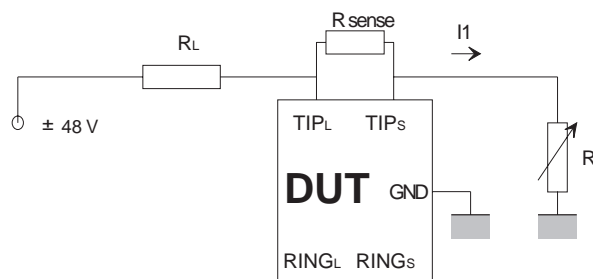 R sense
RL
I1
± 48 V
TIPL TIPS
R
DUT GND
RINGL RINGS